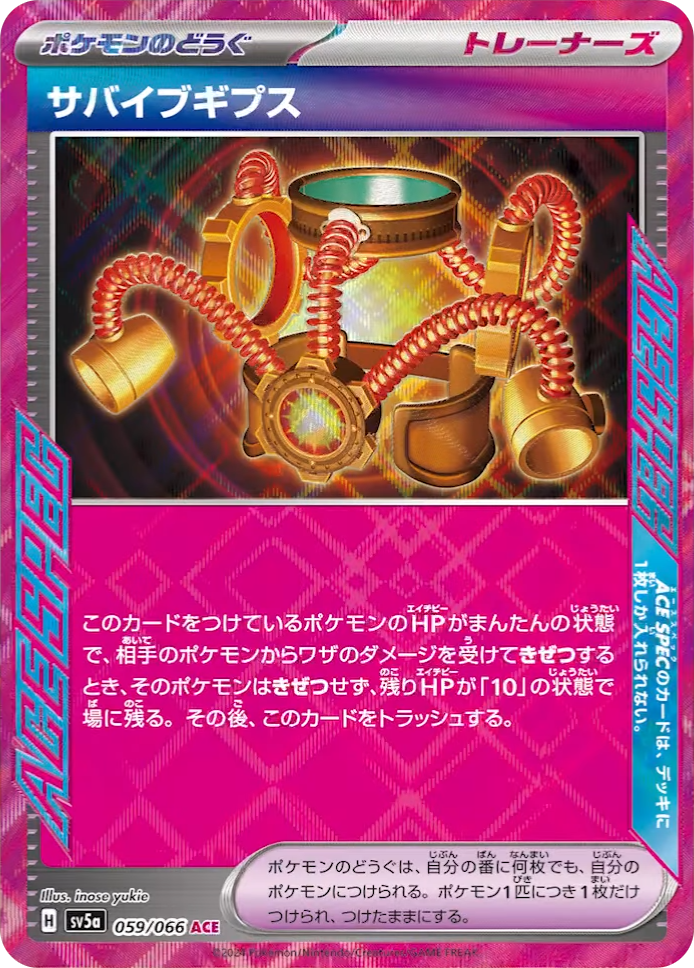 ポケモンのどうぐ
トレーナーズ
サバイブギプス
ACE SPEC
ACE SPEC
このカードをつけているポケモンのHPがまんたんの状態
で、相手のポケモンからワザのダメージを受けてきぜつする
とき、そのポケモンはきぜつせず、残りHPが「10」の状態で
場に残る。その後、このカードをトラッシュする。
ACE SPECのカードは、デッキに
1枚しか入れられない。
ポケモンのどうぐは、自分の番に何枚でも、自分の
ポケモンにつけられる。ポケモン1匹につき1枚だけ
つけられ、つけたままにする。
Illus. inose yukie
H sv5a 059/066 ACE
©2024 Pokémon/Nintendo/Creatures/GAME FREAK